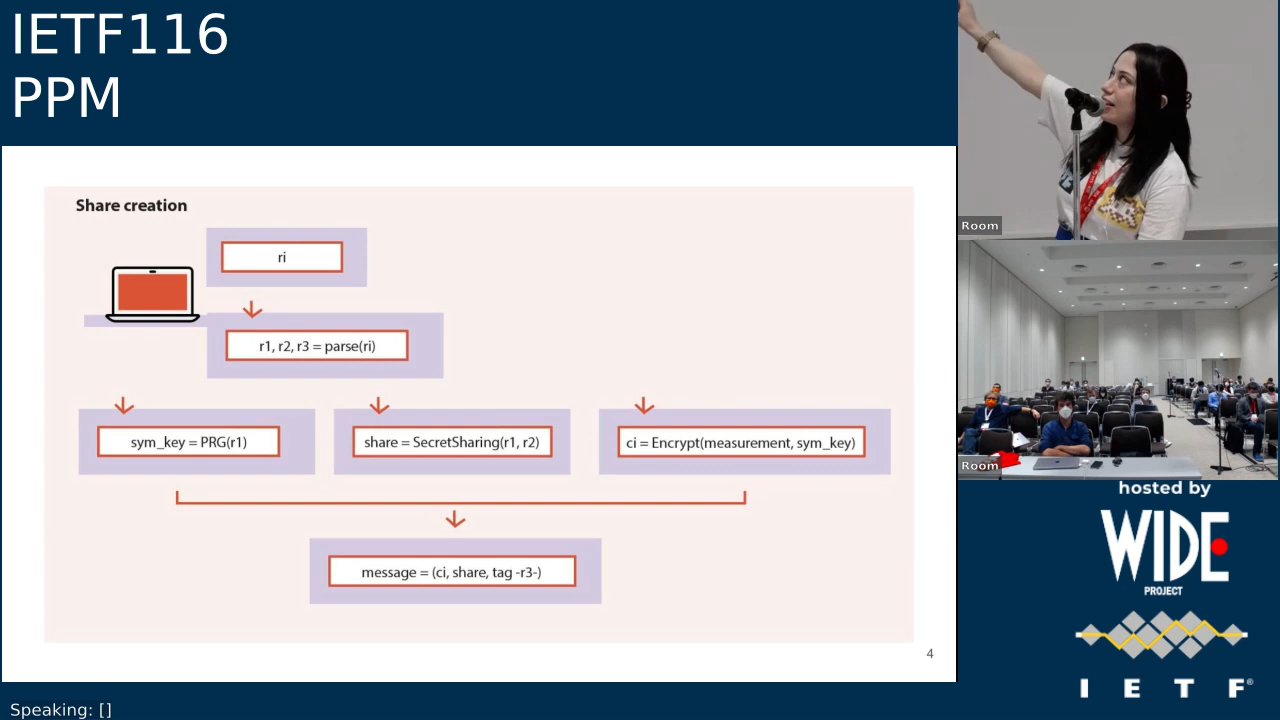 IETF116
PPM
Share creation
ri
r1, r2, r3 = parse(ri)
sym_key = PRG(r1)
share = SecretSharing(r1, r2)
ci = Encrypt(measurement, sym_key)
message = (ci, share, tag -r3-)
4
Speaking: []
Room
Room
hosted by
WIDE
PROJECT
I E T F®